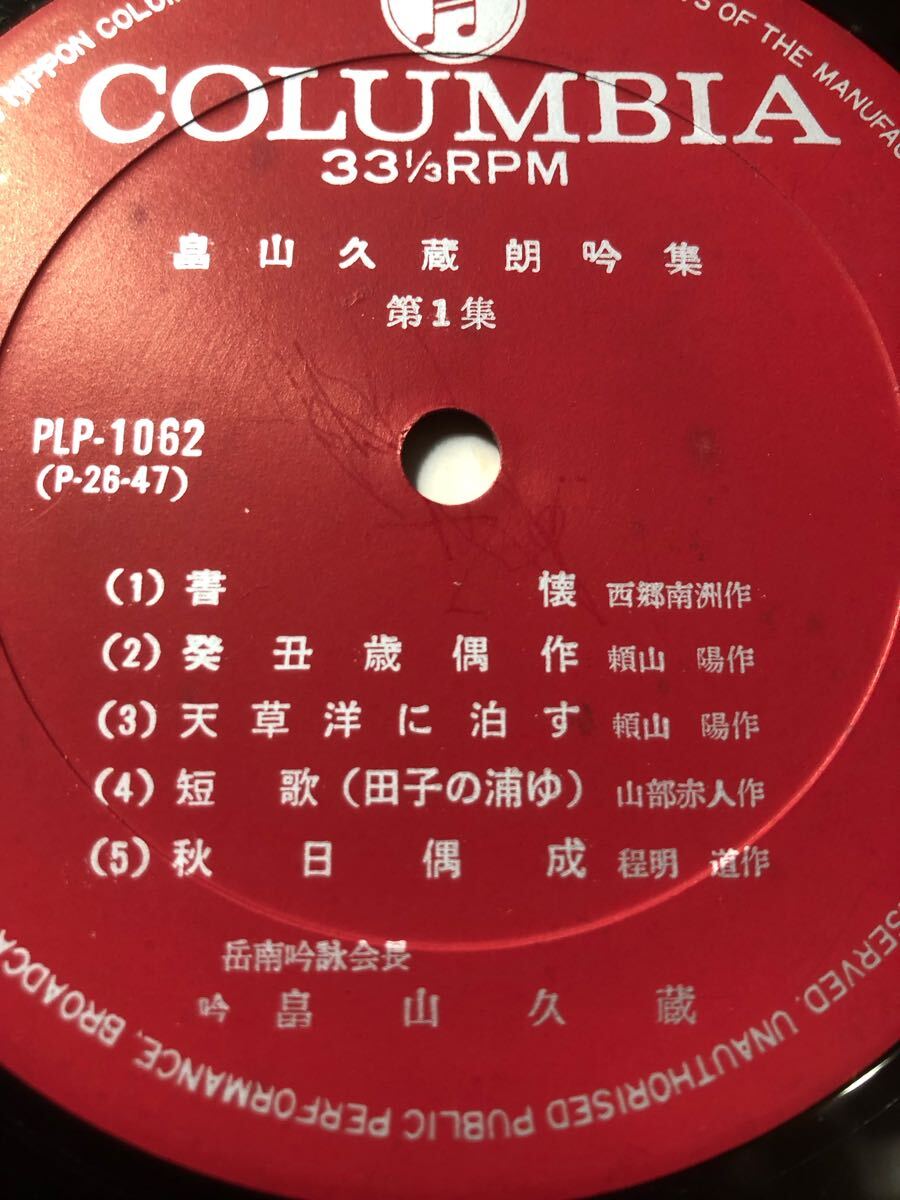 NIPPON COLUM
S OF THE MANUFAC
COLUMBIA
33⅓RPM
畠山久蔵朗吟集
第1集
PLP-1062
(P-26-47)
(1) 書懐 西郷南洲作
(2) 癸丑歳偶作 頼山陽作
(3) 天草洋に泊す 頼山陽作
(4) 短歌(田子の浦ゆ) 山部赤人作
(5) 秋日偶成 程明道作
岳南吟詠会長
吟 畠山久蔵
SERVED. UNAUTHORISED PUBLIC PERFORMANCE, BROADCA